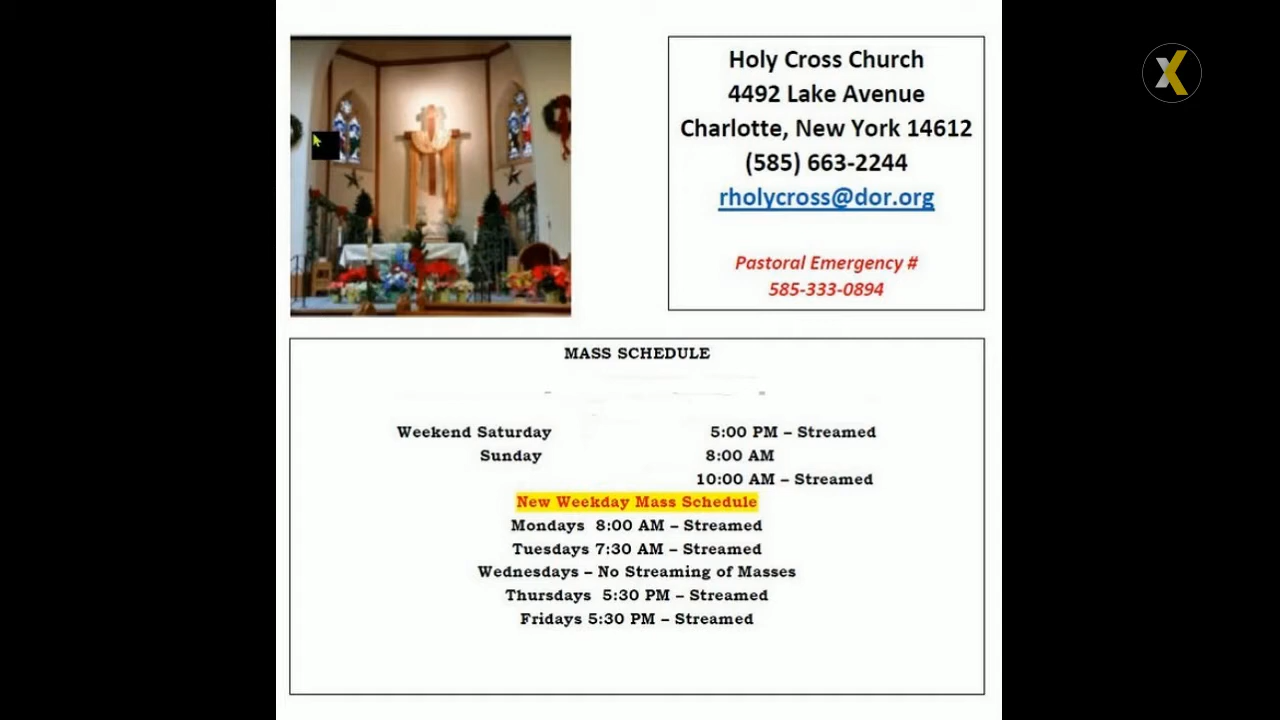 Holy Cross Church
4492 Lake Avenue
Charlotte, New York 14612
(585) 663-2244
rholycross@dor.org
Pastoral Emergency #
585-333-0894
MASS SCHEDULE
Weekend Saturday 5:00 PM – Streamed
Sunday 8:00 AM
10:00 AM – Streamed
New Weekday Mass Schedule
Mondays 8:00 AM – Streamed
Tuesdays 7:30 AM – Streamed
Wednesdays – No Streaming of Masses
Thursdays 5:30 PM – Streamed
Fridays 5:30 PM – Streamed
X